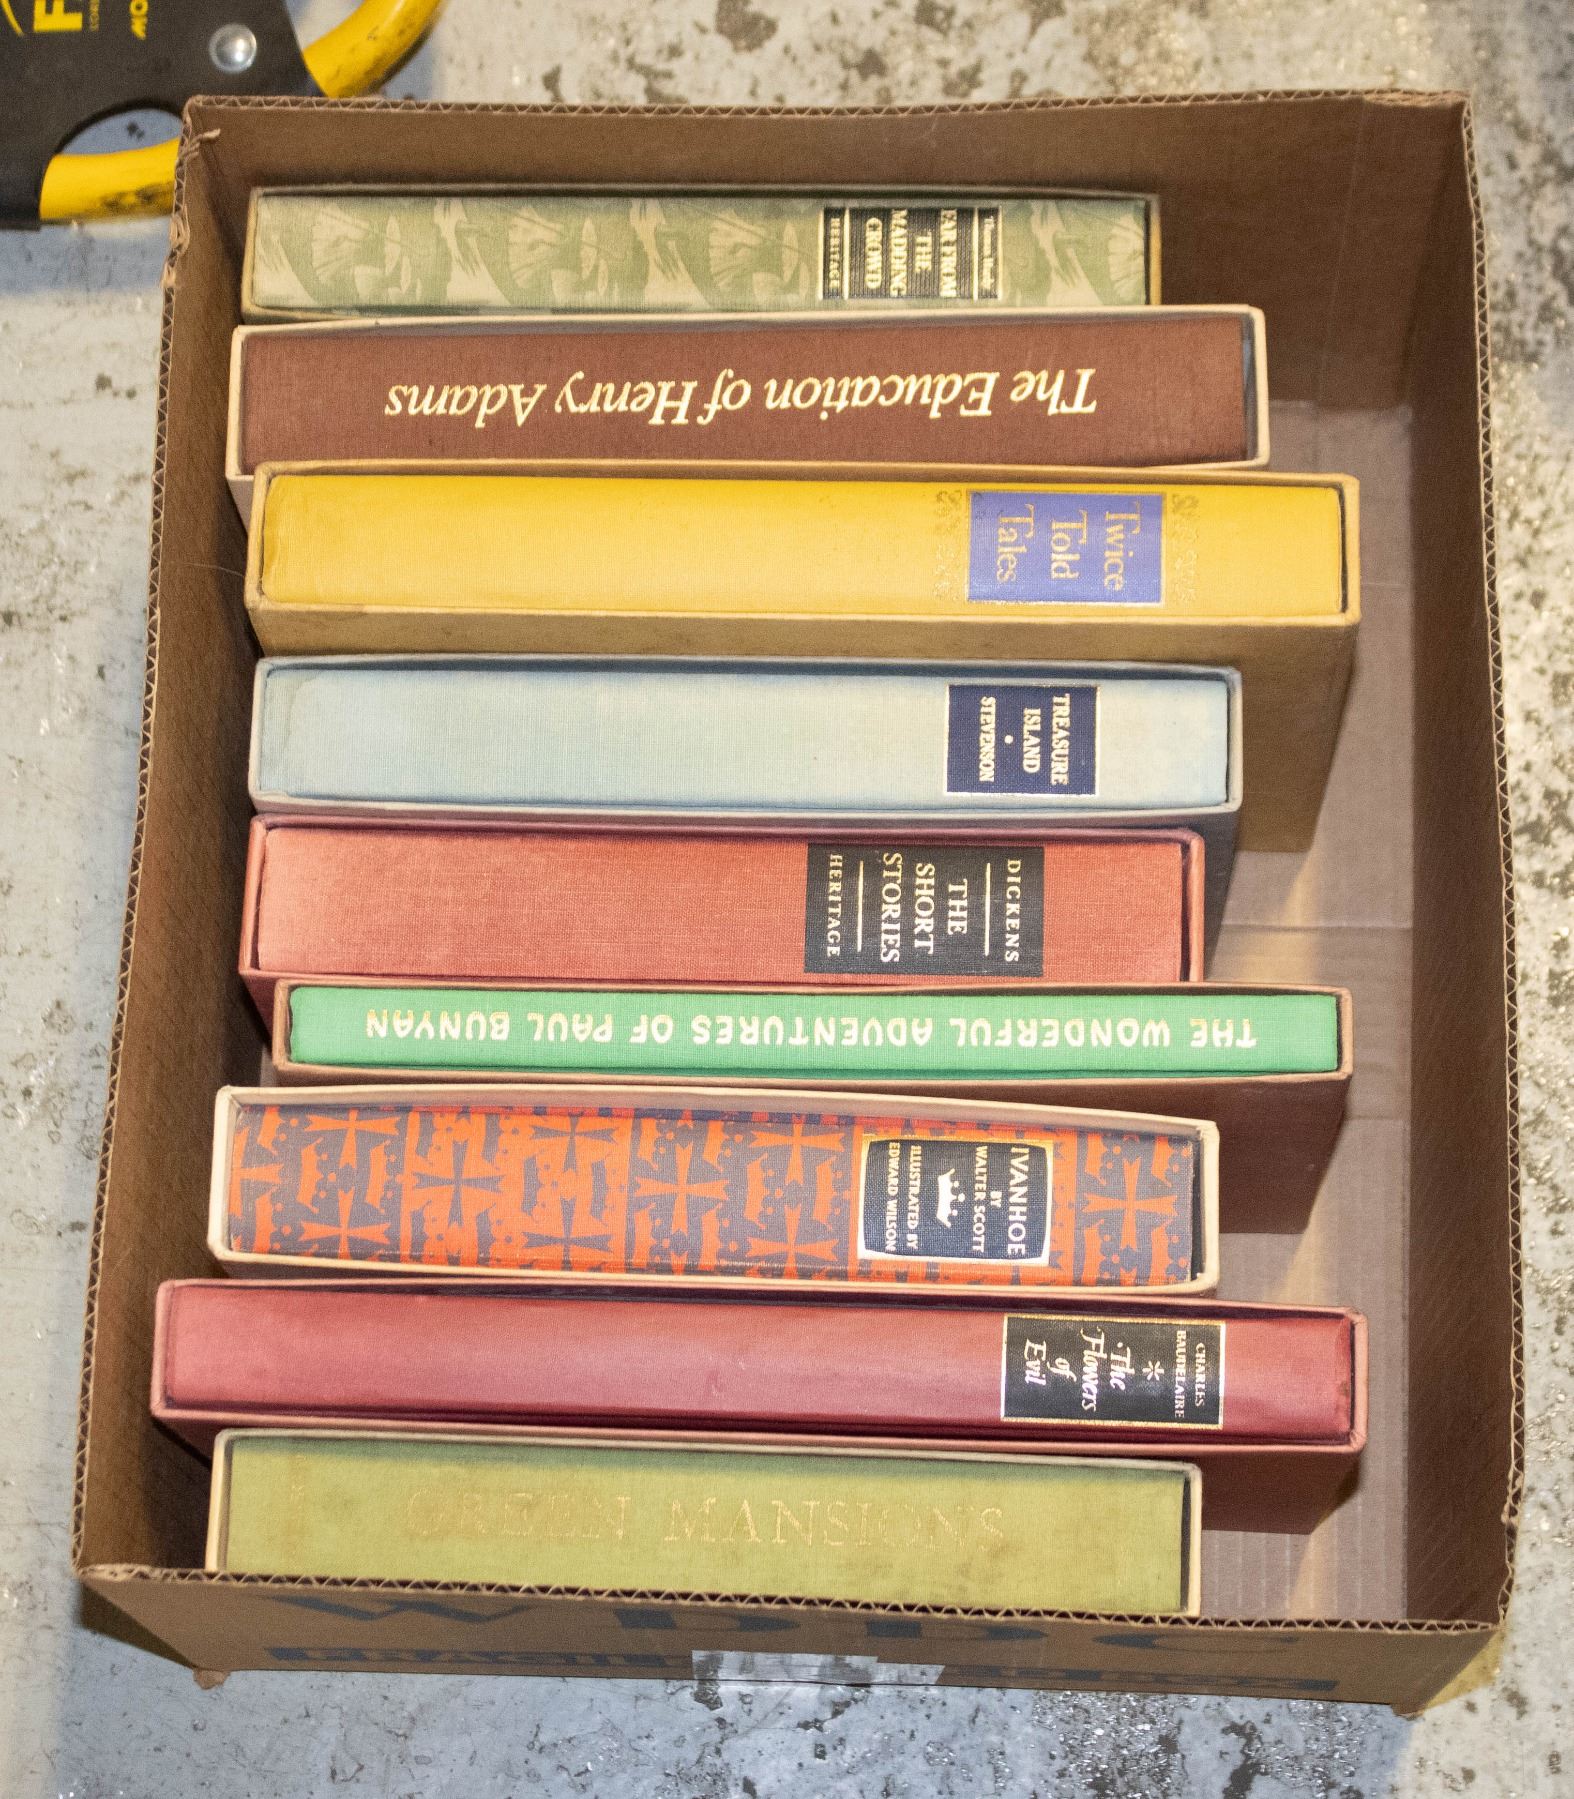 Thomas Hardy
FAR FROM
THE
MADDING
CROWD
HERITAGE
The Education of Henry Adams
Twice
Told
Tales
TREASURE
ISLAND
•
STEVENSON
DICKENS
THE
SHORT
STORIES
HERITAGE
THE WONDERFUL ADVENTURES OF PAUL BUNYAN
IVANHOE
BY
WALTER SCOTT
ILLUSTRATED BY
EDWARD WILSON
CHARLES
BAUDELAIRE
*
The
Flowers
of
Evil
GREEN MANSIONS